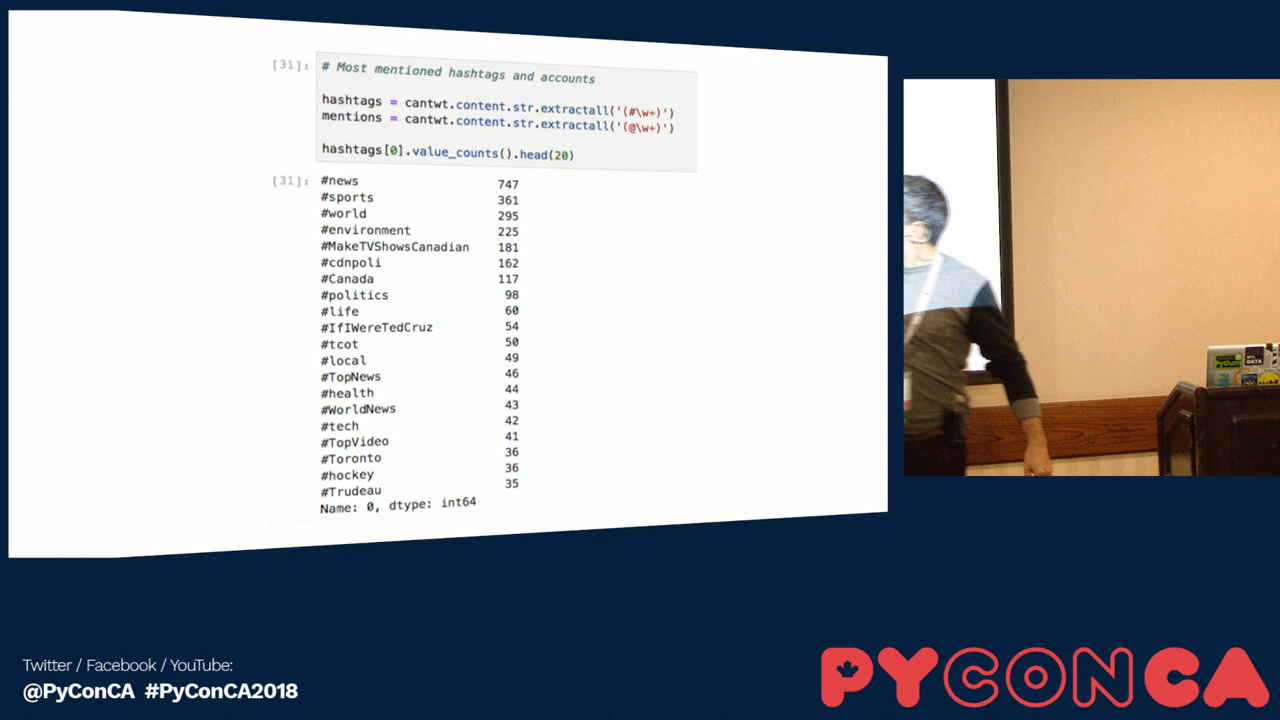 [31]: # Most mentioned hashtags and accounts
hashtags = cantwt.content.str.extractall('(#\w+)')
mentions = cantwt.content.str.extractall('(@\w+)')
hashtags[0].value_counts().head(20)
[31]: #news 747
#sports 361
#world 295
#environment 225
#MakeTVShowsCanadian 181
#cdnpoli 162
#Canada 117
#politics 98
#life 60
#IfIWereTedCruz 54
#tcot 50
#local 49
#TopNews 46
#health 44
#WorldNews 43
#tech 42
#TopVideo 41
#Toronto 36
#hockey 36
#Trudeau 35
Name: 0, dtype: int64
Twitter / Facebook / YouTube:
@PyConCA #PyConCA2018
PYCONCA